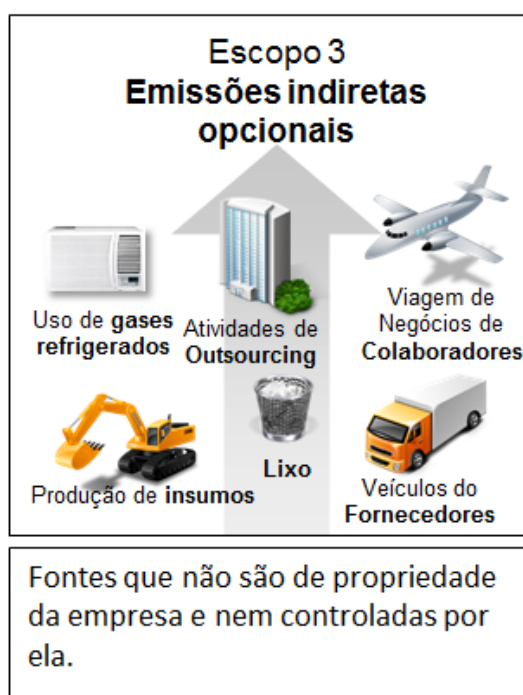 Escopo 3
Emissões indiretas
opcionais
Uso de gases
refrigerados
Atividades de
Outsourcing
Viagem de
Negócios de
Colaboradores
Produção de insumos
Lixo
Veículos do
Fornecedores
Fontes que não são de propriedade
da empresa e nem controladas por
ela.